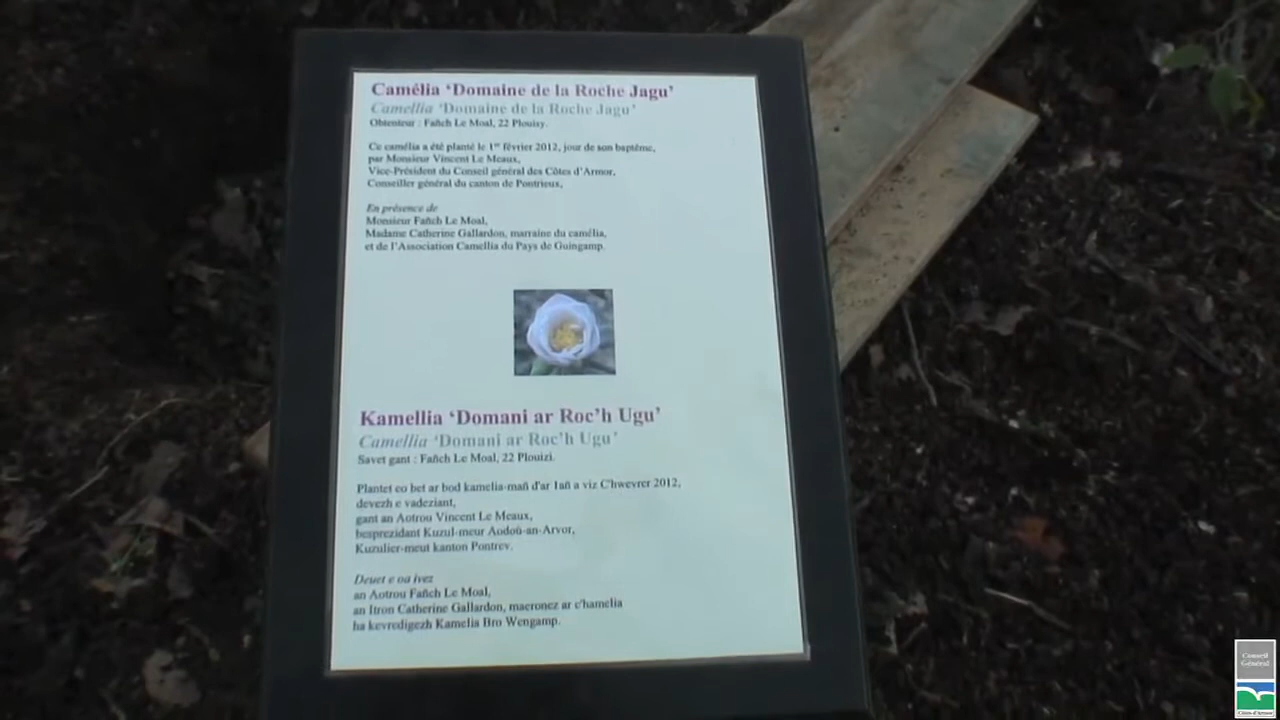 Camélia ‘Domaine de la Roche Jagu’
Camellia ‘Domaine de la Roche Jagu’
Obtenteur : Fañch Le Moal, 22 Plouisy.
Ce camélia a été planté le 1er février 2012, jour de son baptême,
par Monsieur Vincent Le Meaux,
Vice-Président du Conseil général des Côtes d’Armor,
Conseiller général du canton de Pontrieux,
En présence de
Monsieur Fañch Le Moal,
Madame Catherine Gallardon, marraine du camélia,
et de l’Association Camellia du Pays de Guingamp.
Kamellia ‘Domani ar Roc’h Ugu’
Camellia ‘Domani ar Roc’h Ugu’
Savet gant : Fañch Le Moal, 22 Plouizi.
Plantet eo bet ar bod kamelia-mañ d'ar 1añ a viz C'hwevrer 2012,
devezh e vadeziant,
gant an Aotrou Vincent Le Meaux,
besprezidant Kuzul-meur Aodoù-an-Arvor,
Kuzulier-meur kanton Pontrev.
Deuet e oa ivez
an Aotrou Fañch Le Moal,
an Itron Catherine Gallardon, maeronez ar c'hamelia
ha kevredigezh Kamelia Bro Wengamp.
Conseil
Général
Côtes d'Armor